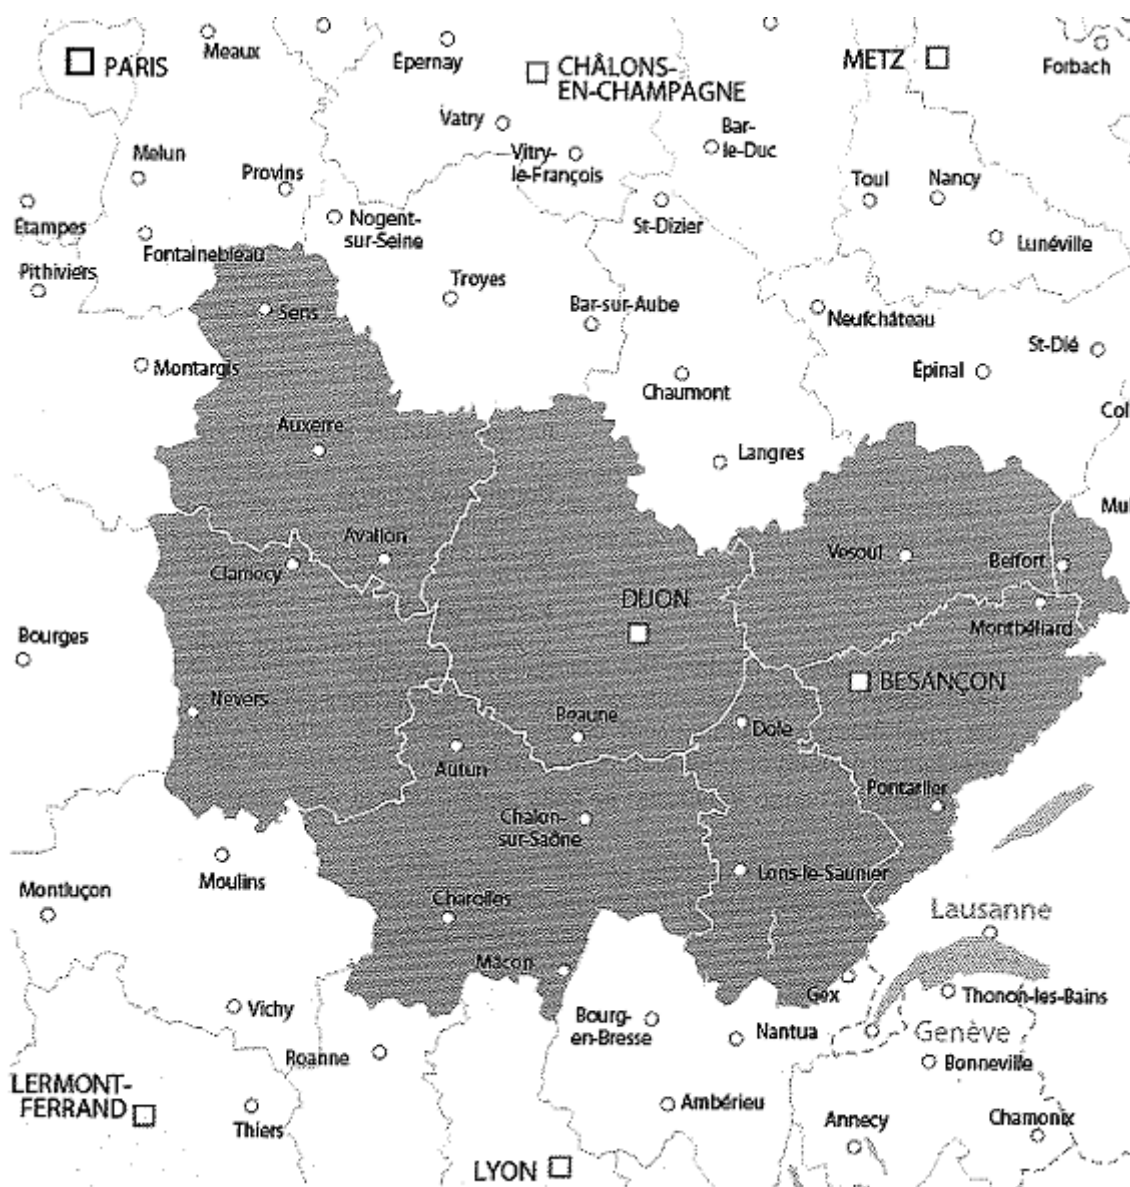 Meaux
PARIS
Épernay
CHÂLONS-
EN-CHAMPAGNE
METZ
Forbach
Vatry
Bar-
le-Duc
Melun
Provins
Vitry-
le-François
Toul
Nancy
Étampes
Nogent-
sur-Seine
St-Dizier
Lunéville
Fontainebleau
Pithiviers
Troyes
Bar-sur-Aube
Neufchâteau
Sens
St-Dié
Montargis
Épinal
Chaumont
Col
Auxerre
Langres
Mul
Avallon
Vesoul
Belfort
Clamecy
DIJON
Montbéliard
Bourges
BESANÇON
Nevers
Beaune
Dole
Autun
Pontarlier
Chalon-
sur-Saône
Lons-le-Saunier
Moulins
Montluçon
Charolles
Lausanne
Mâcon
Gex
Thonon-les-Bains
Vichy
Bourg-
en-Bresse
Nantua
Genève
Roanne
Bonneville
LERMONT-
FERRAND
Ambérieu
Thiers
Annecy
Chamonix
LYON